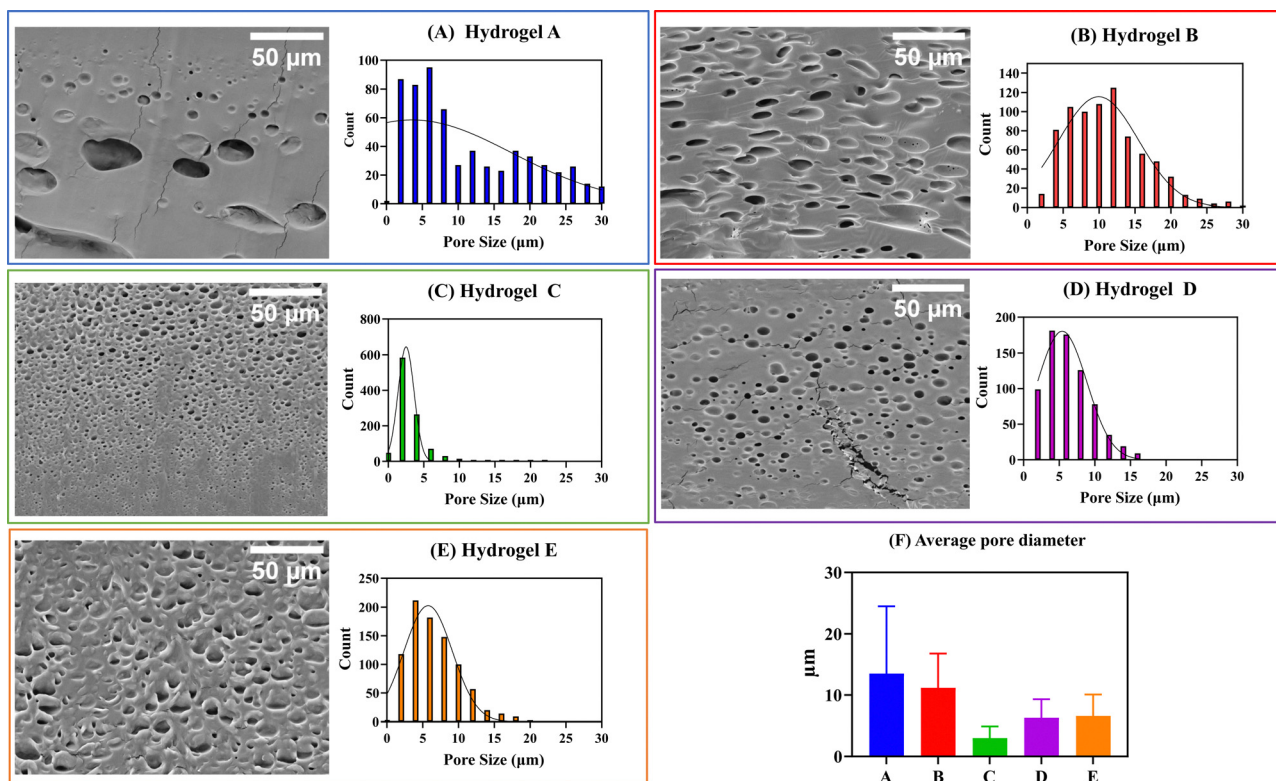 50 µm
(A) Hydrogel A
Count
100
80
60
40
20
0
0 5 10 15 20 25 30
Pore Size (µm)
50 µm
(B) Hydrogel B
Count
140
120
100
80
60
40
20
0
0 5 10 15 20 25 30
Pore Size (µm)
50 µm
(C) Hydrogel C
Count
800
600
400
200
0
0 5 10 15 20 25 30
Pore Size (µm)
50 µm
(D) Hydrogel D
Count
200
150
100
50
0
0 5 10 15 20 25 30
Pore Size (µm)
50 µm
(E) Hydrogel E
Count
250
200
150
100
50
0
0 5 10 15 20 25 30
Pore Size (µm)
(F) Average pore diameter
µm
30
20
10
0
A B C D E